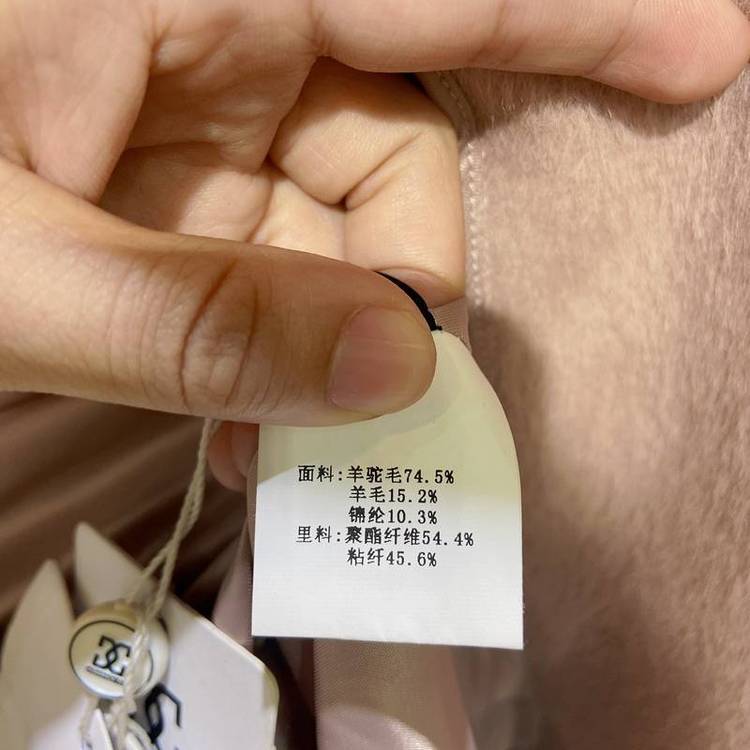 面料:羊驼毛74.5%
羊毛15.2%
锦纶10.3%
里料:聚酯纤维54.4%
粘纤45.6%